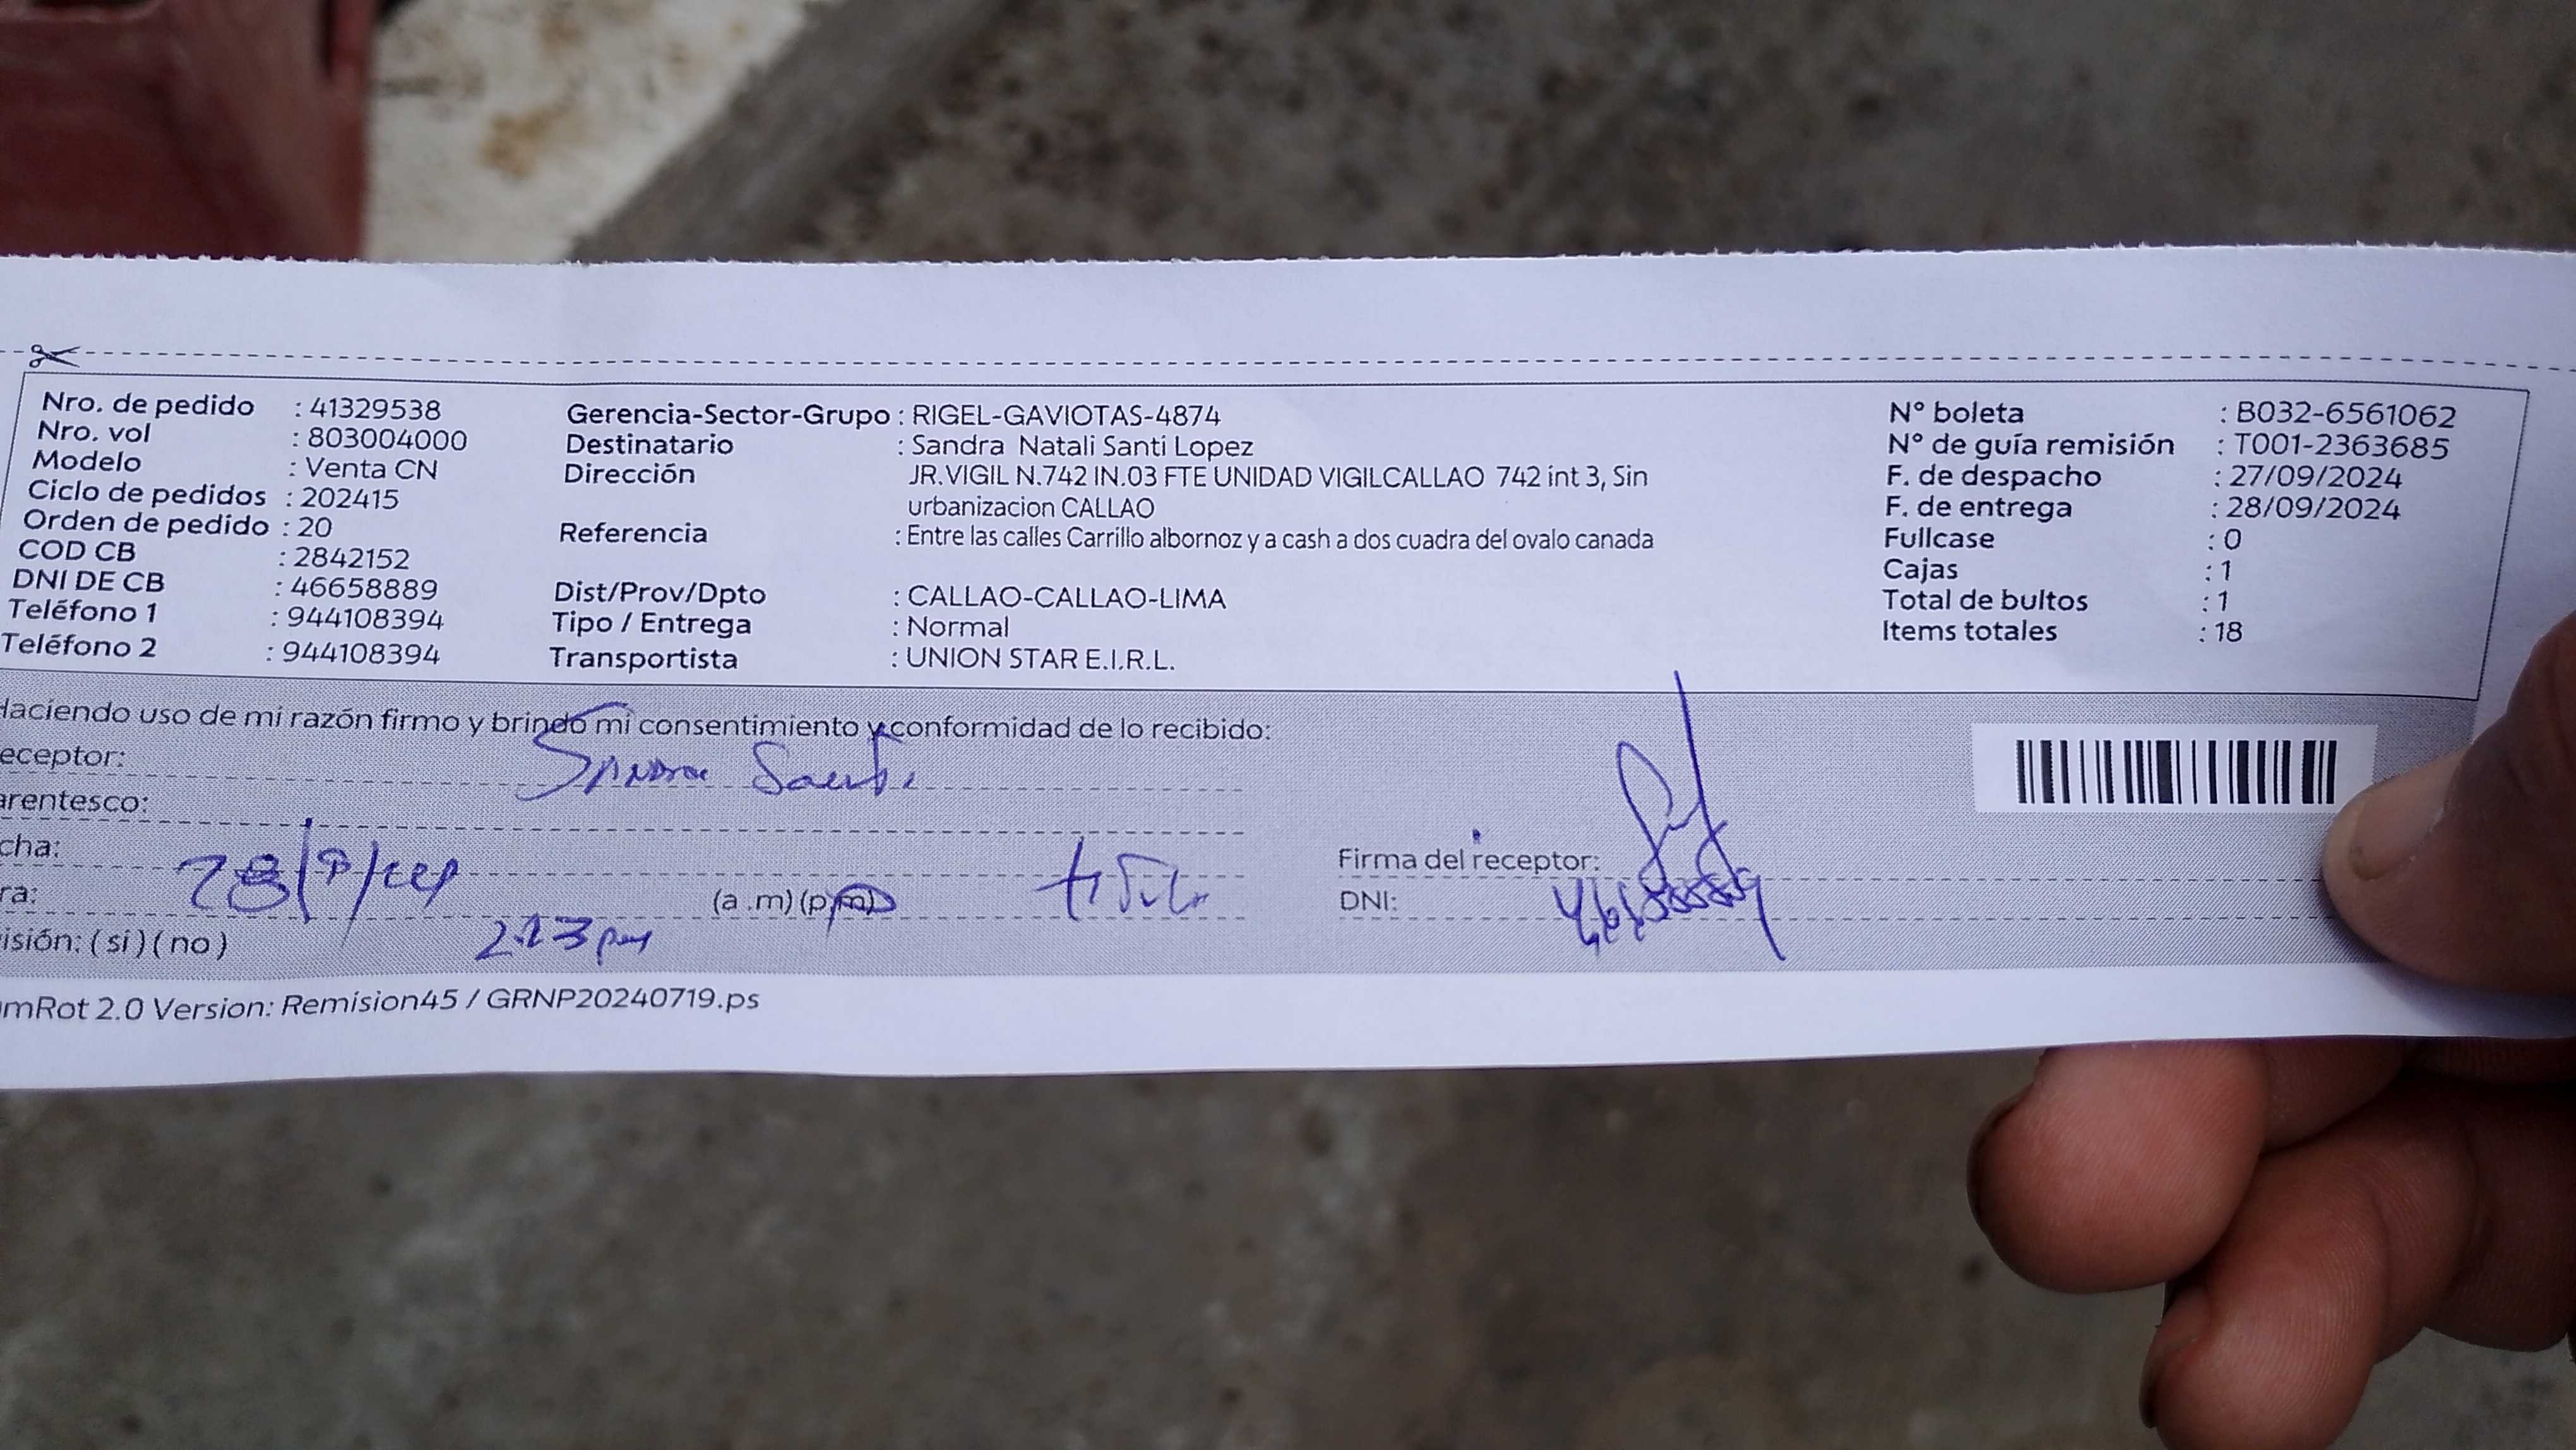 Nro. de pedido : 41329538
Nro. vol : 803004000
Modelo : Venta CN
Ciclo de pedidos : 202415
Orden de pedido : 20
COD CB : 2842152
DNI DE CB : 46658889
Teléfono 1 : 944108394
Teléfono 2 : 944108394
Gerencia-Sector-Grupo : RIGEL-GAVIOTAS-4874
Destinatario : Sandra Natali Santi Lopez
Dirección JR.VIGIL N.742 IN.03 FTE UNIDAD VIGILCALLAO 742 int 3, Sin
urbanizacion CALLAO
Referencia : Entre las calles Carrillo albornoz y a cash a dos cuadra del ovalo canada
Dist/Prov/Dpto : CALLAO-CALLAO-LIMA
Tipo / Entrega : Normal
Transportista : UNION STAR E.I.R.L.
N° boleta : B032-6561062
N° de guía remisión : T001-2363685
F. de despacho : 27/09/2024
F. de entrega : 28/09/2024
Fullcase : 0
Cajas : 1
Total de bultos : 1
Items totales : 18
Haciendo uso de mi razón firmo y brindo mi consentimiento y conformidad de lo recibido:
eceptor: Sandra Santi
arentesco:
cha: 28
ra: (a .m) (p.m)
isión: ( si ) ( no ) 2:23 pm
Firma del receptor:
DNI:
mRot 2.0 Version: Remision45 / GRNP20240719.ps